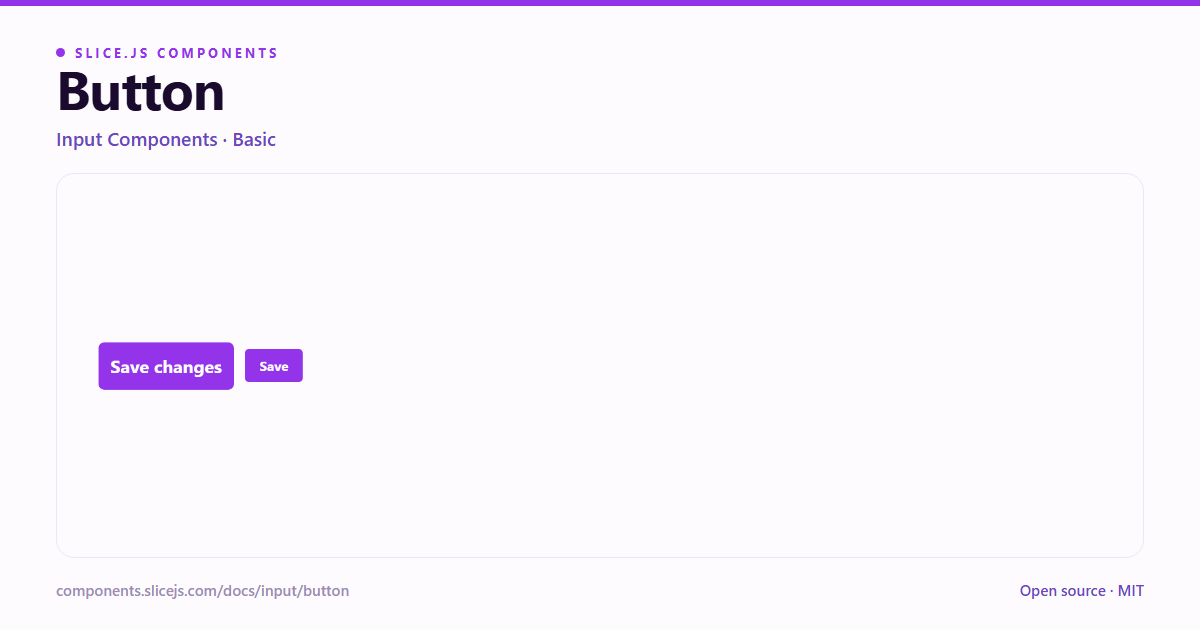 SLICE.JS COMPONENTS
Button
Input Components · Basic
Save changes
Save
components.slicejs.com/docs/input/button
Open source · MIT